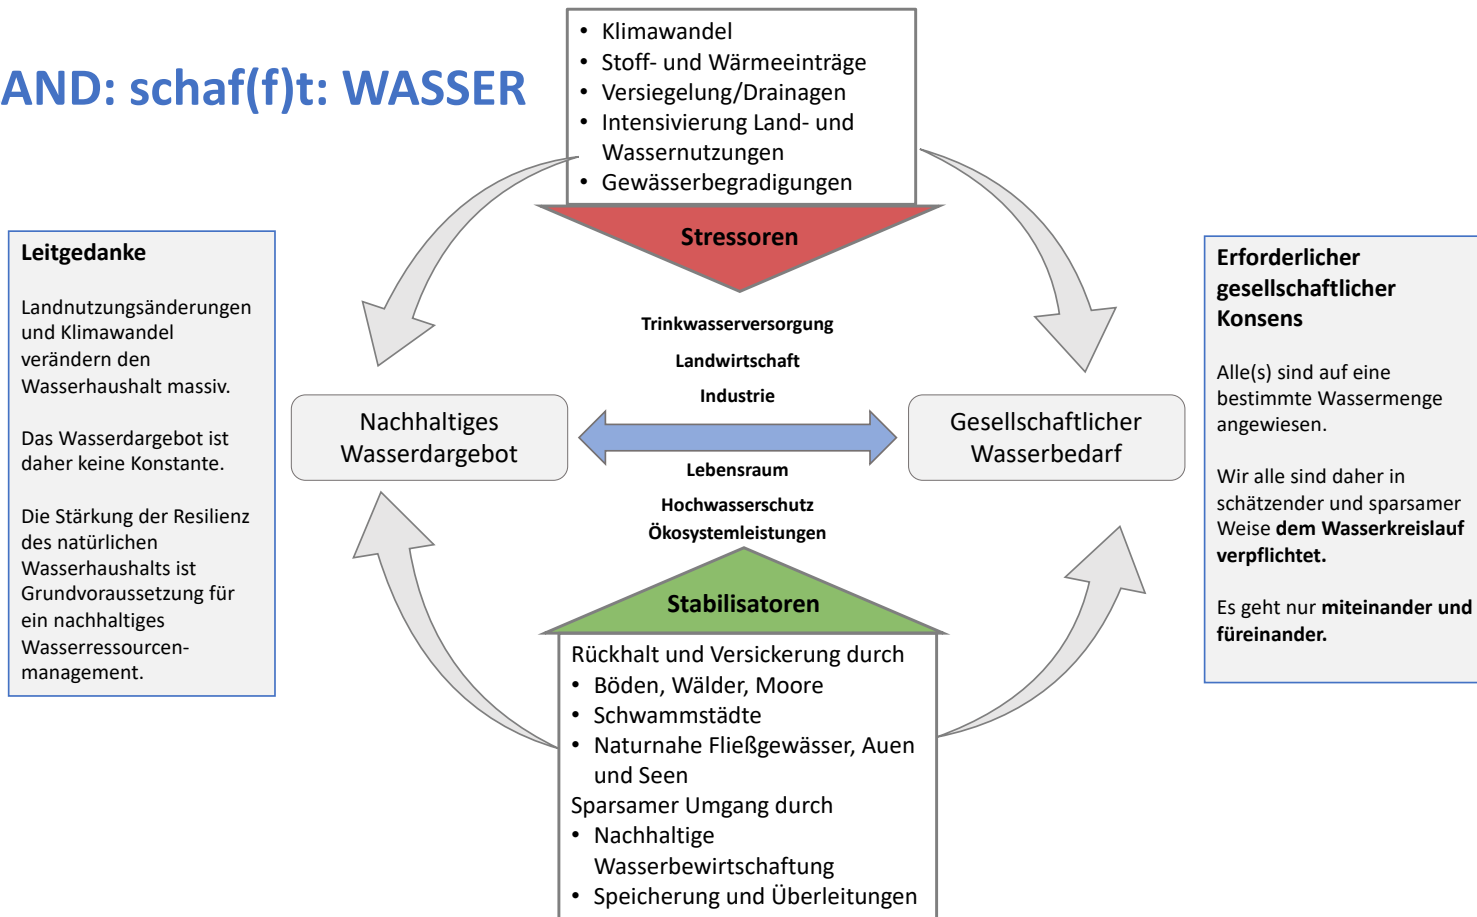 AND: schaf(f)t: WASSER
• Klimawandel
• Stoff- und Wärmeeinträge
• Versiegelung/Drainagen
• Intensivierung Land- und
Wassernutzungen
• Gewässerbegradigungen
Stressoren
Leitgedanke
Landnutzungsänderungen
und Klimawandel
verändern den
Wasserhaushalt massiv.
Das Wasserdargebot ist
daher keine Konstante.
Die Stärkung der Resilienz
des natürlichen
Wasserhaushalts ist
Grundvoraussetzung für
ein nachhaltiges
Wasserressourcen-
management.
Nachhaltiges
Wasserdargebot
Trinkwasserversorgung
Landwirtschaft
Industrie
Lebensraum
Hochwasserschutz
Ökosystemleistungen
Gesellschaftlicher
Wasserbedarf
Erforderlicher
gesellschaftlicher
Konsens
Alle(s) sind auf eine
bestimmte Wassermenge
angewiesen.
Wir alle sind daher in
schätzender und sparsamer
Weise dem Wasserkreislauf
verpflichtet.
Es geht nur miteinander und
füreinander.
Stabilisatoren
Rückhalt und Versickerung durch
• Böden, Wälder, Moore
• Schwammstädte
• Naturnahe Fließgewässer, Auen
und Seen
Sparsamer Umgang durch
• Nachhaltige
Wasserbewirtschaftung
• Speicherung und Überleitungen